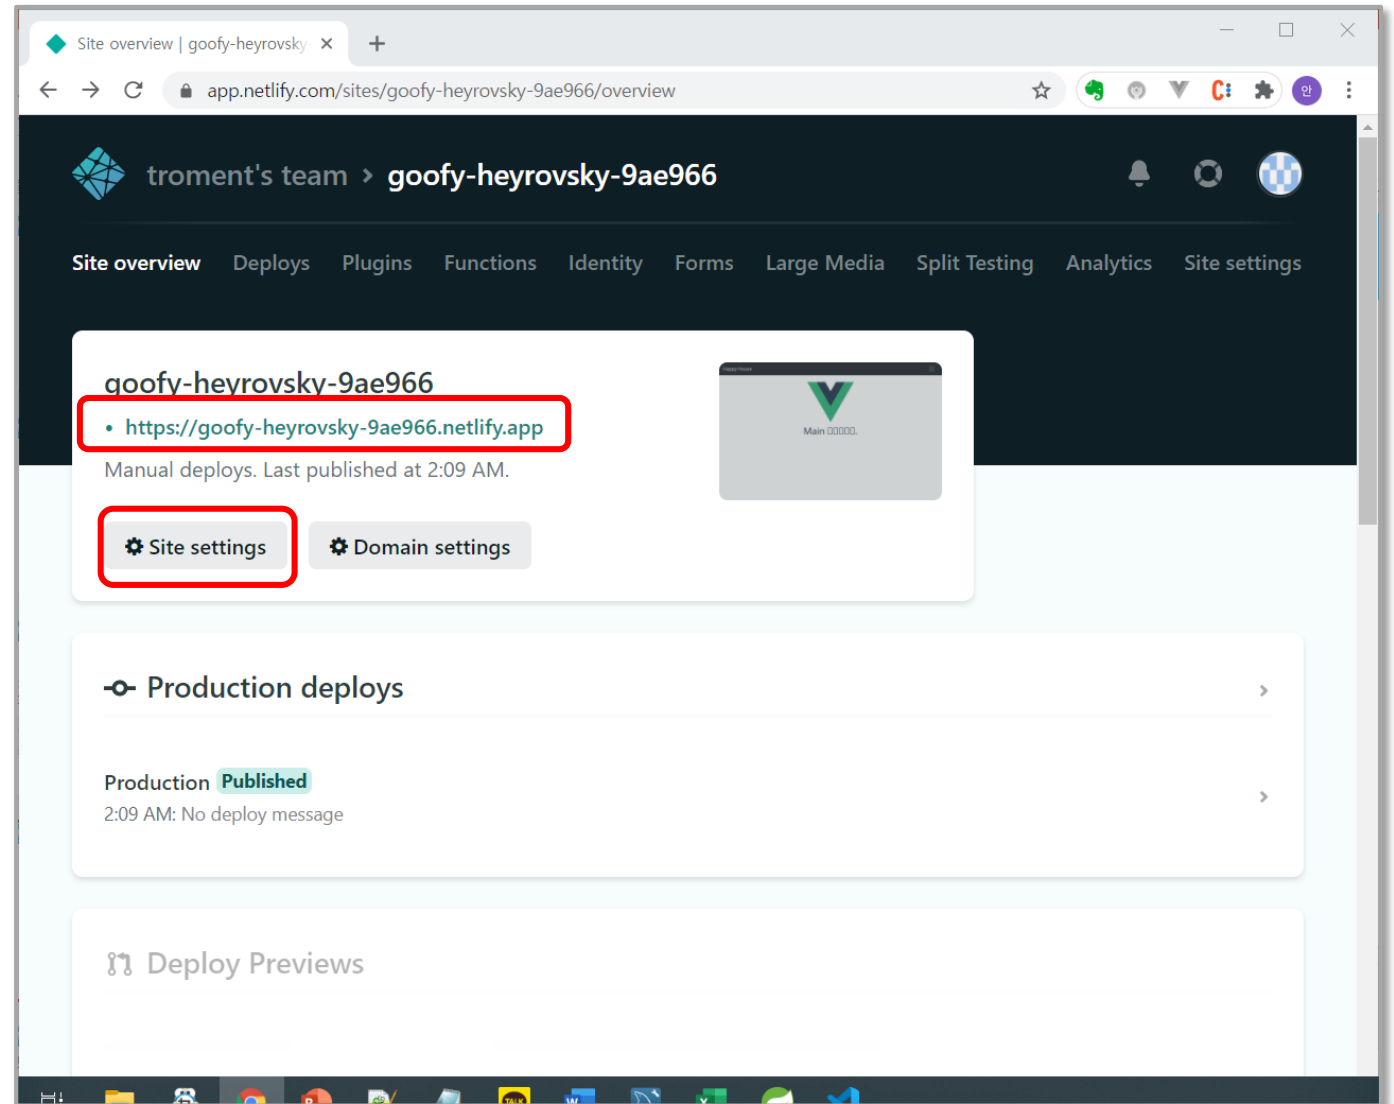 Site overview | goofy-heyrovsky
app.netlify.com/sites/goofy-heyrovsky-9ae966/overview
안
troment's team › goofy-heyrovsky-9ae966
Site overview Deploys Plugins Functions Identity Forms Large Media Split Testing Analytics Site settings
goofy-heyrovsky-9ae966
• https://goofy-heyrovsky-9ae966.netlify.app
Manual deploys. Last published at 2:09 AM.
Main □□□□□.
Site settings Domain settings
Production deploys
Production Published
2:09 AM: No deploy message
Deploy Previews
TALK